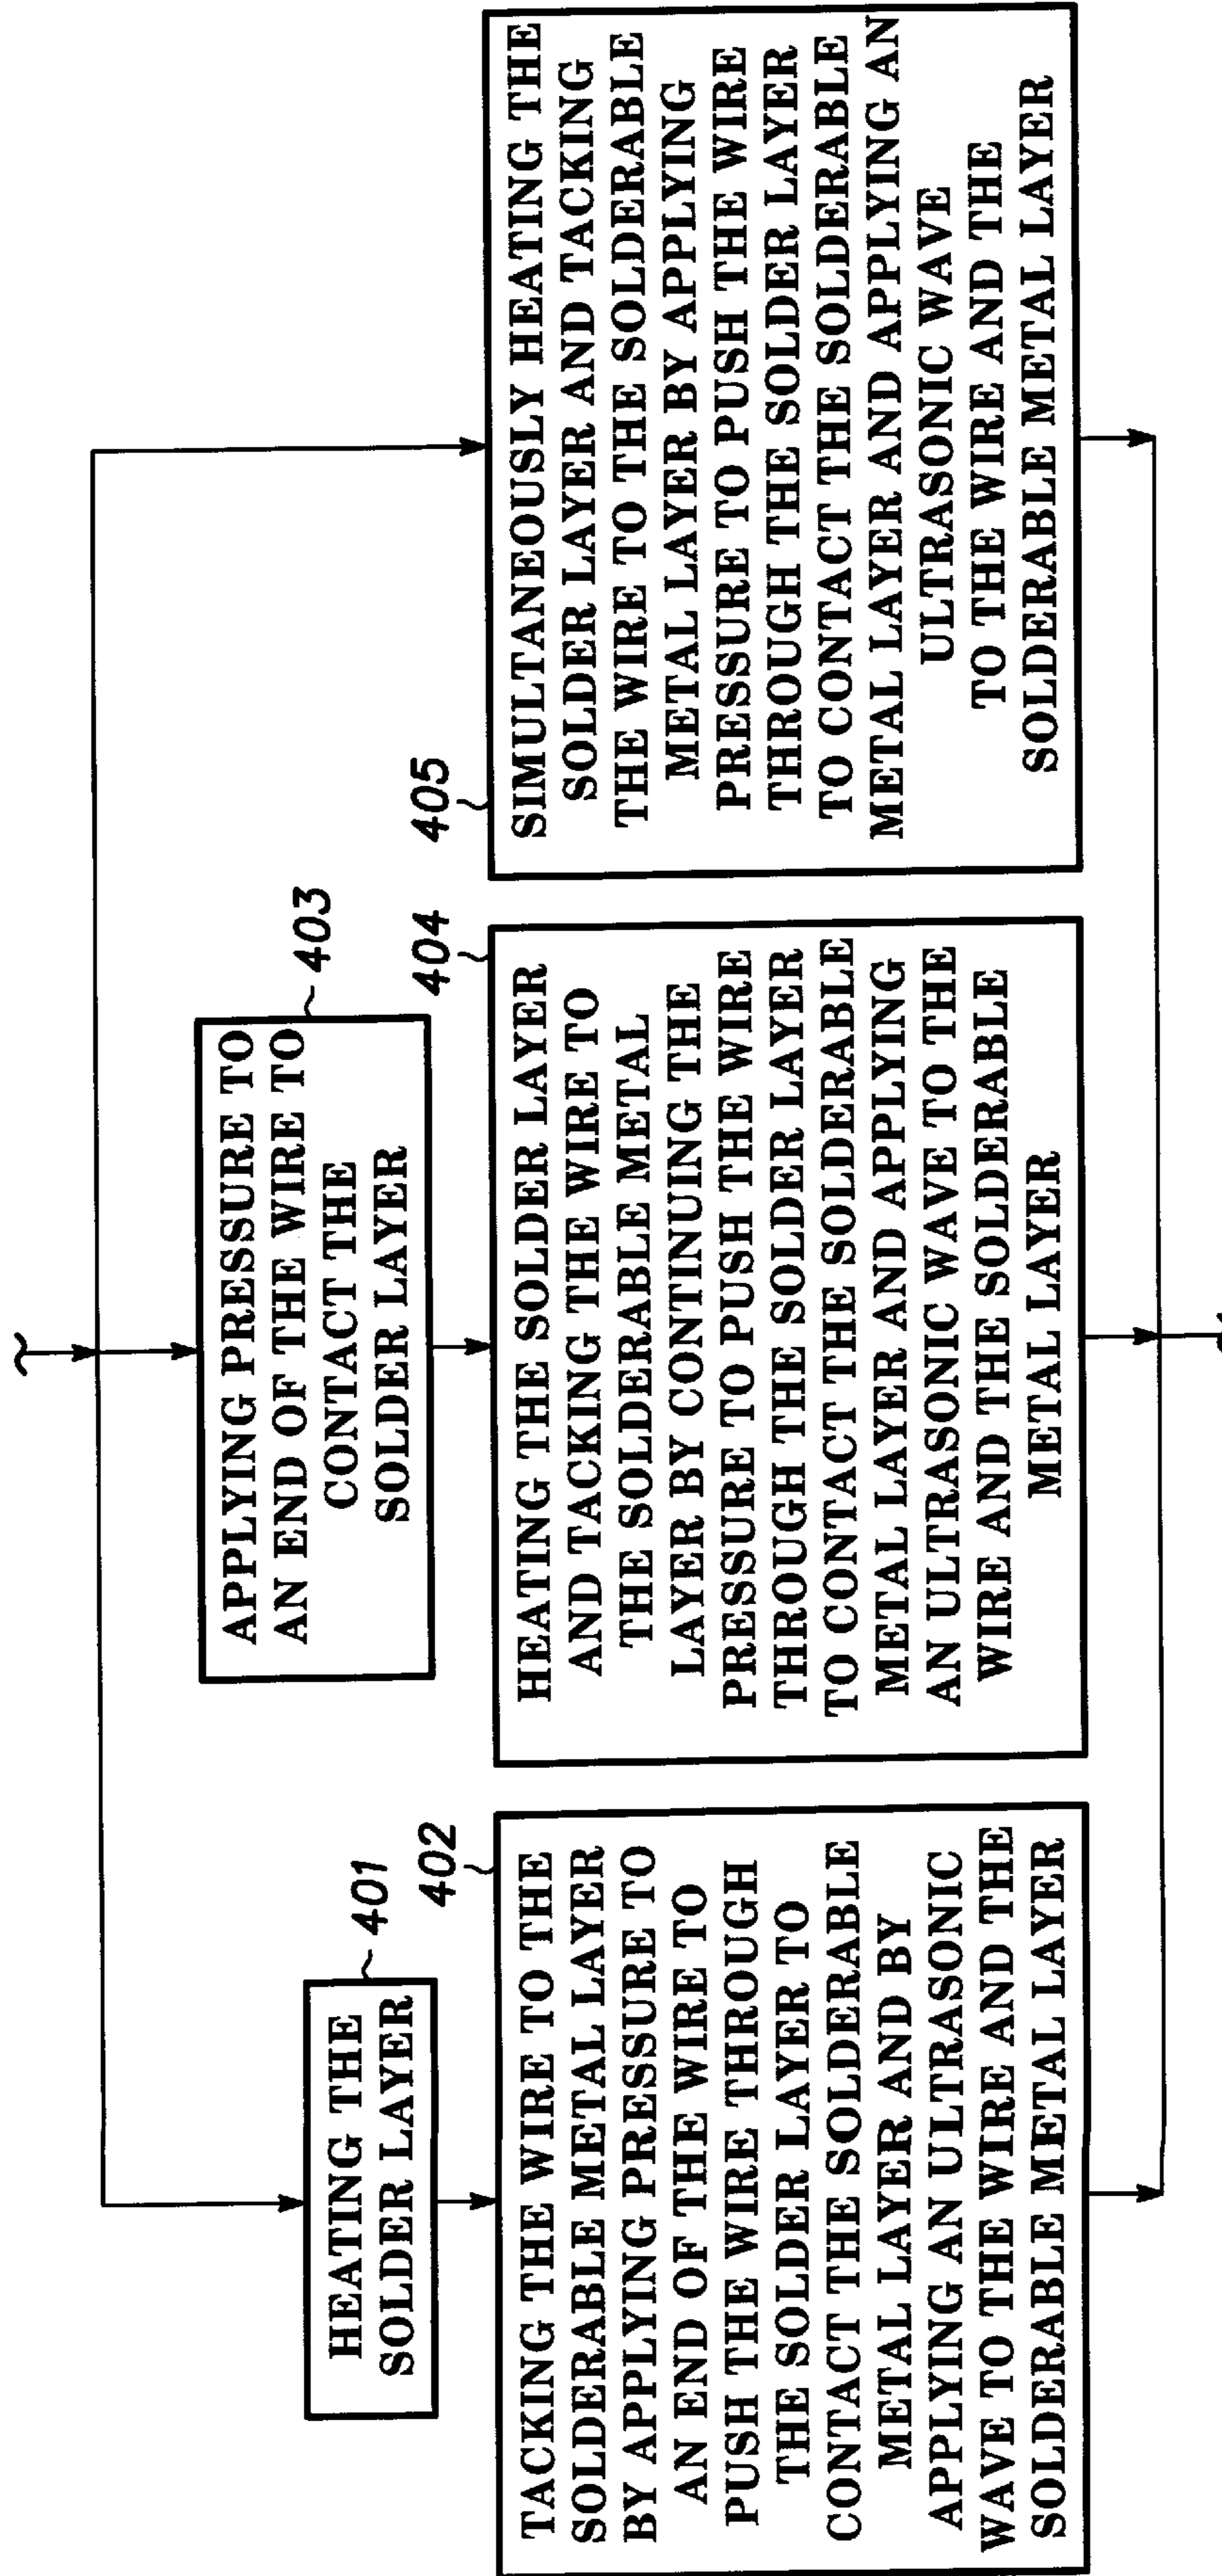 HEATING THE
SOLDER LAYER
401
TACKING THE WIRE TO THE
SOLDERABLE METAL LAYER
BY APPLYING PRESSURE TO
AN END OF THE WIRE TO
PUSH THE WIRE THROUGH
THE SOLDER LAYER TO
CONTACT THE SOLDERABLE
METAL LAYER AND BY
APPLYING AN ULTRASONIC
WAVE TO THE WIRE AND THE
SOLDERABLE METAL LAYER
402
APPLYING PRESSURE TO
AN END OF THE WIRE TO
CONTACT THE
SOLDER LAYER
403
HEATING THE SOLDER LAYER
AND TACKING THE WIRE TO
THE SOLDERABLE METAL
LAYER BY CONTINUING THE
PRESSURE TO PUSH THE WIRE
THROUGH THE SOLDER LAYER
TO CONTACT THE SOLDERABLE
METAL LAYER AND APPLYING
AN ULTRASONIC WAVE TO THE
WIRE AND THE SOLDERABLE
METAL LAYER
404
SIMULTANEOUSLY HEATING THE
SOLDER LAYER AND TACKING
THE WIRE TO THE SOLDERABLE
METAL LAYER BY APPLYING
PRESSURE TO PUSH THE WIRE
THROUGH THE SOLDER LAYER
TO CONTACT THE SOLDERABLE
METAL LAYER AND APPLYING AN
ULTRASONIC WAVE
TO THE WIRE AND THE
SOLDERABLE METAL LAYER
405